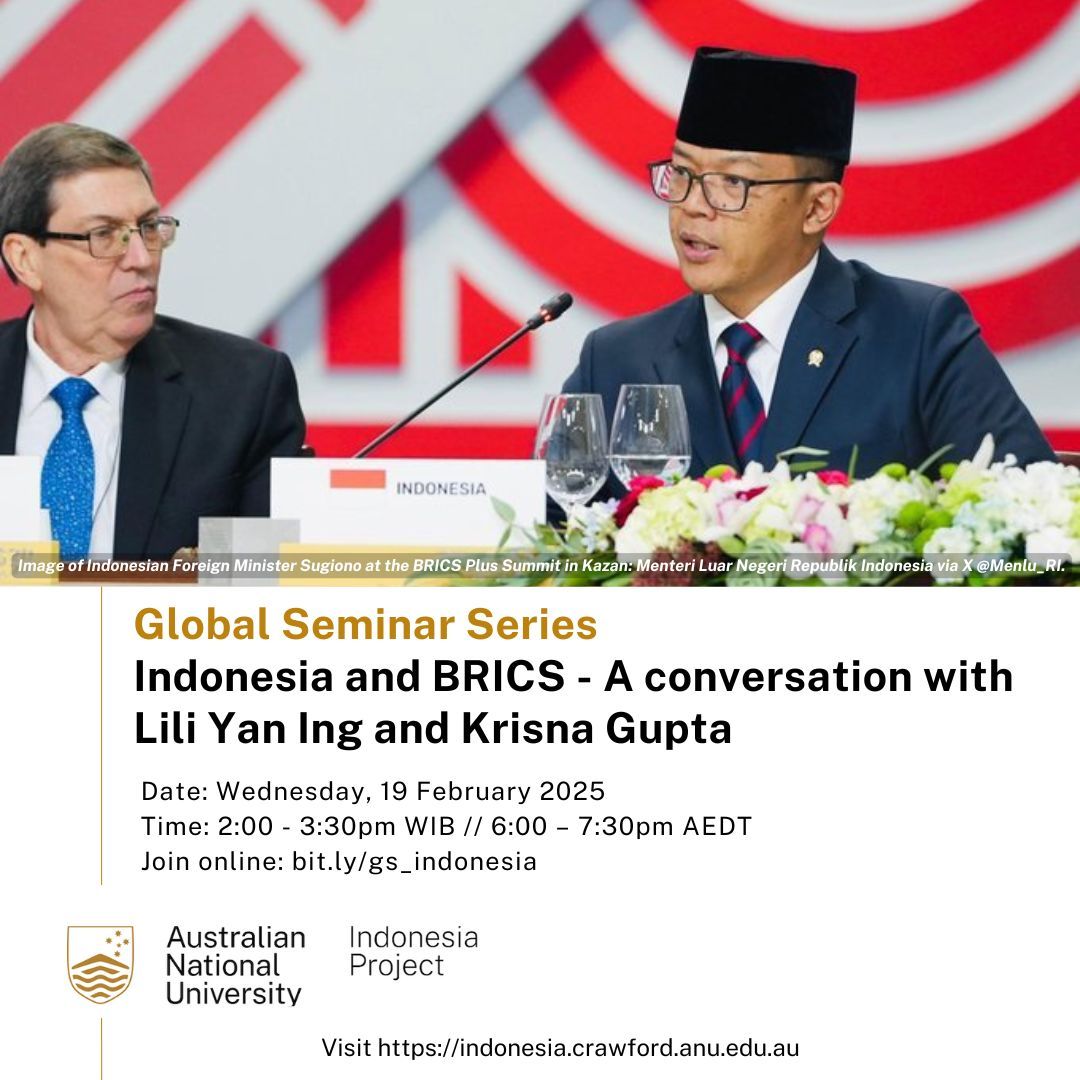 INDONESIA
Image of Indonesian Foreign Minister Sugiono at the BRICS Plus Summit in Kazan: Menteri Luar Negeri Republik Indonesia via X @Menlu_RI.
Global Seminar Series
Indonesia and BRICS - A conversation with
Lili Yan Ing and Krisna Gupta
Date: Wednesday, 19 February 2025
Time: 2:00 - 3:30pm WIB // 6:00 – 7:30pm AEDT
Join online: bit.ly/gs_indonesia
Australian
National
University
Indonesia
Project
Visit https://indonesia.crawford.anu.edu.au